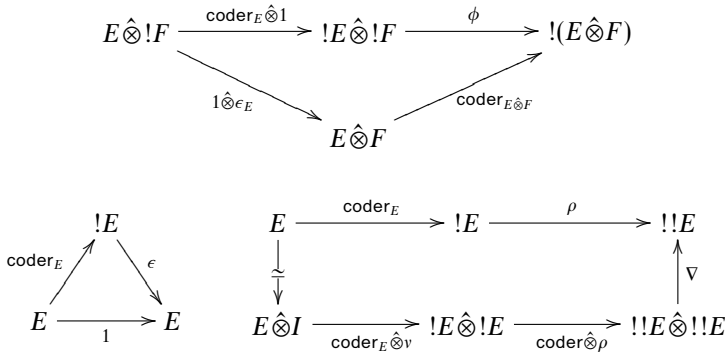 E ⊗̂ !F coder_E ⊗̂ 1 !E ⊗̂ !F ϕ !(E ⊗̂ F)
1 ⊗̂ ϵ_E coder_{E ⊗̂ F}
E ⊗̂ F
!E E coder_E !E ρ !!E
coder_E ϵ ≃ ∇
E 1 E E ⊗̂ I coder_E ⊗̂ ν !E ⊗̂ !E coder ⊗̂ ρ !!E ⊗̂ !!E